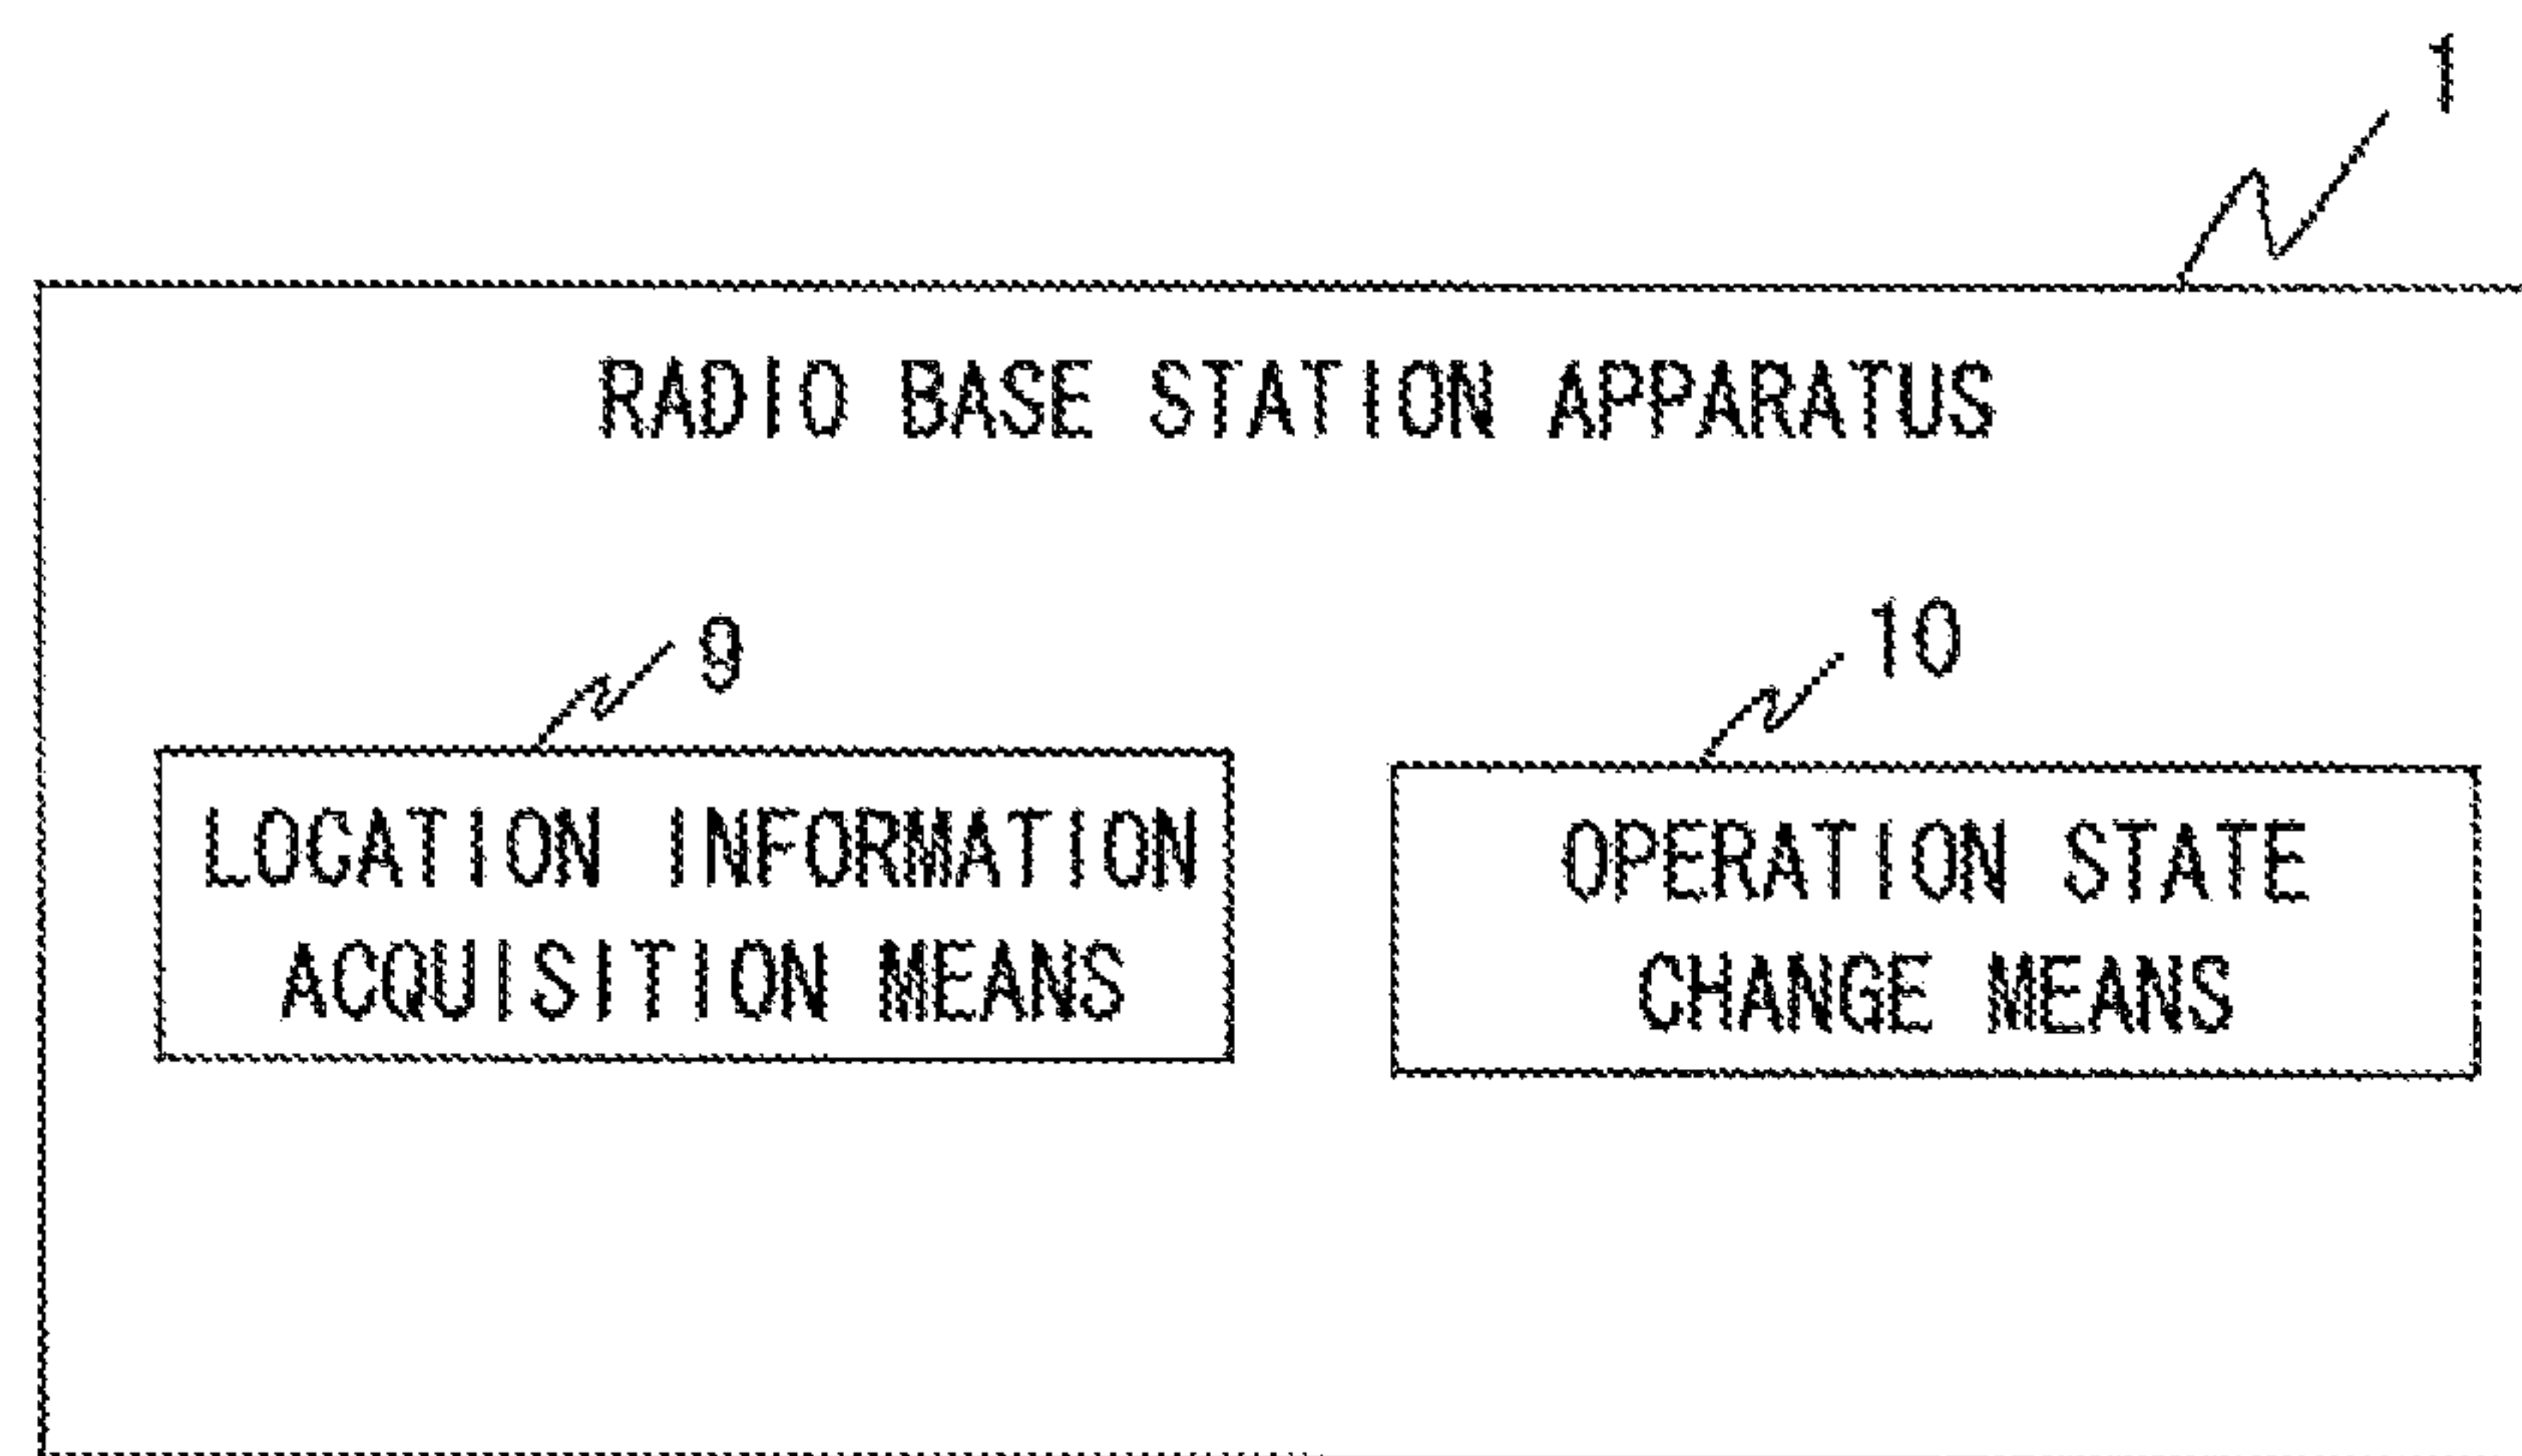 1
RADIO BASE STATION APPARATUS
9
10
LOCATION INFORMATION
ACQUISITION MEANS
OPERATION STATE
CHANGE MEANS